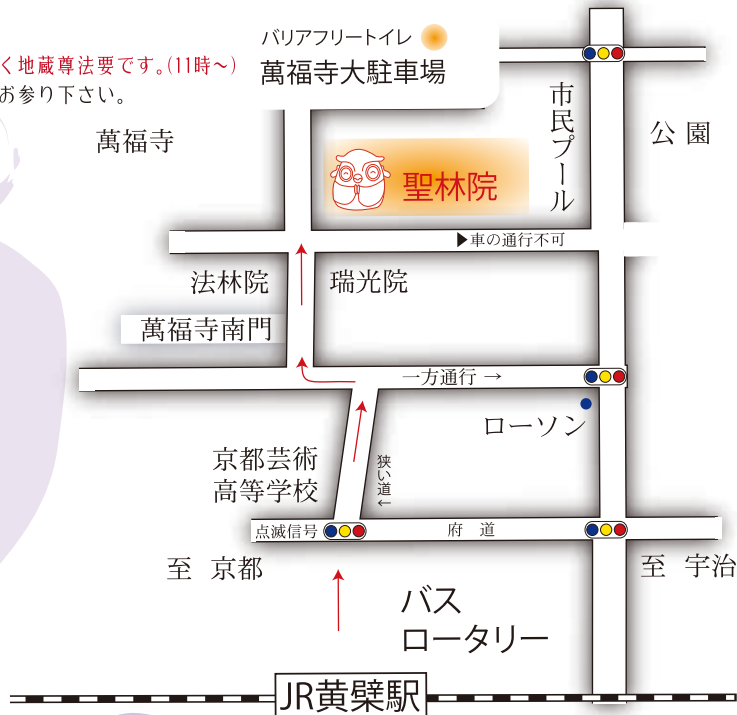 バリアフリートイレ
く地蔵尊法要です。(11時～)
萬福寺大駐車場
お参り下さい。
市民プール
公園
萬福寺
聖林院
▶車の通行不可
法林院
瑞光院
萬福寺南門
一方通行 →
ローソン
京都芸術
高等学校
狭い道←
点滅信号
府 道
至 京都
至 宇治
バス
ロータリー
JR黄檗駅